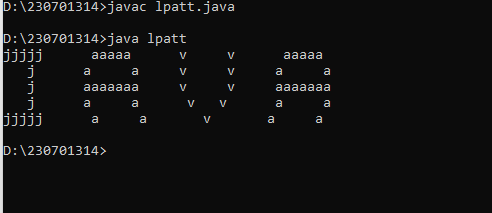 D:\230701314>javac lpatt.java
D:\230701314>java lpatt
jjjjj      aaaaa      v     v      aaaaa
   j      a     a     v     v     a     a
   j      aaaaaaa     v     v     aaaaaaa
   j      a     a      v   v      a     a
jjjjj      a     a       v       a     a
D:\230701314>